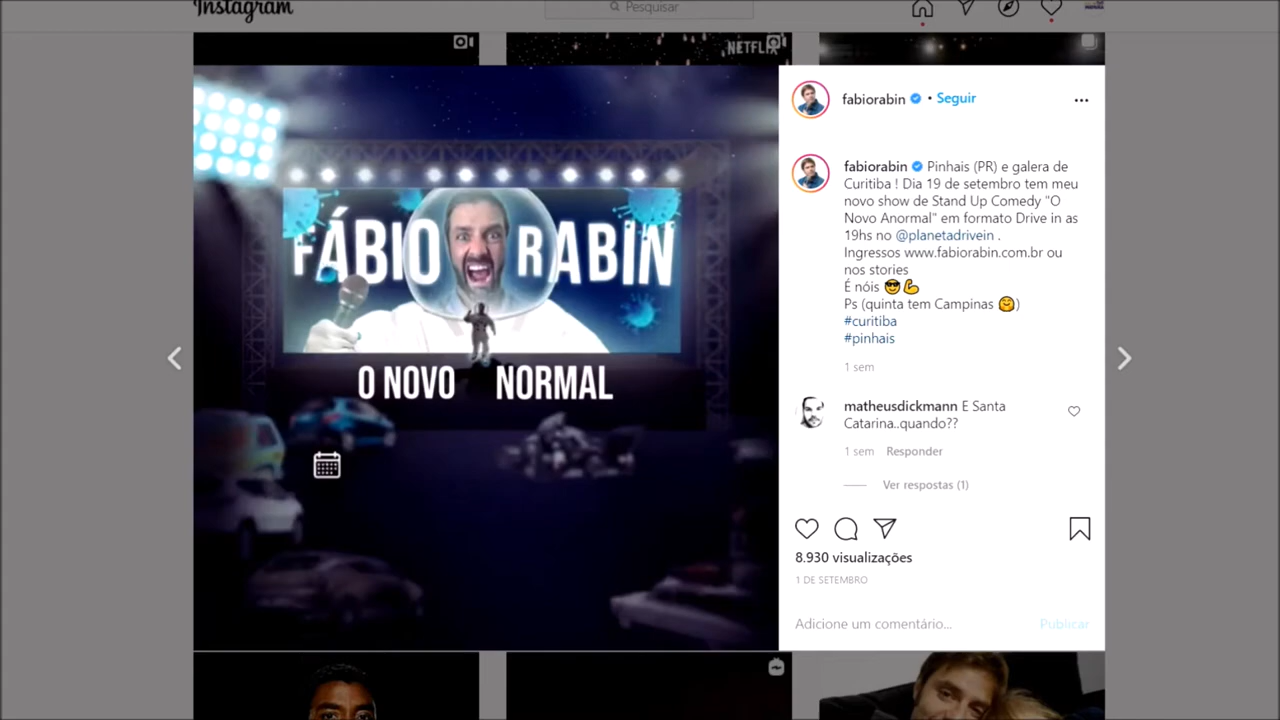 Instagram
Pesquisar
NETFLIX
FÁBIO RABIN
O NOVO NORMAL
fabiorabin • Seguir
fabiorabin Pinhais (PR) e galera de
Curitiba ! Dia 19 de setembro tem meu
novo show de Stand Up Comedy "O
Novo Anormal" em formato Drive in as
19hs no @planetadrivein .
Ingressos www.fabiorabin.com.br ou
nos stories
É nóis 😎💪
Ps (quinta tem Campinas 🤗)
#curitiba
#pinhais
1 sem
matheusdickmann E Santa
Catarina..quando??
1 sem Responder
Ver respostas (1)
8.930 visualizações
1 DE SETEMBRO
Adicione um comentário...
Publicar